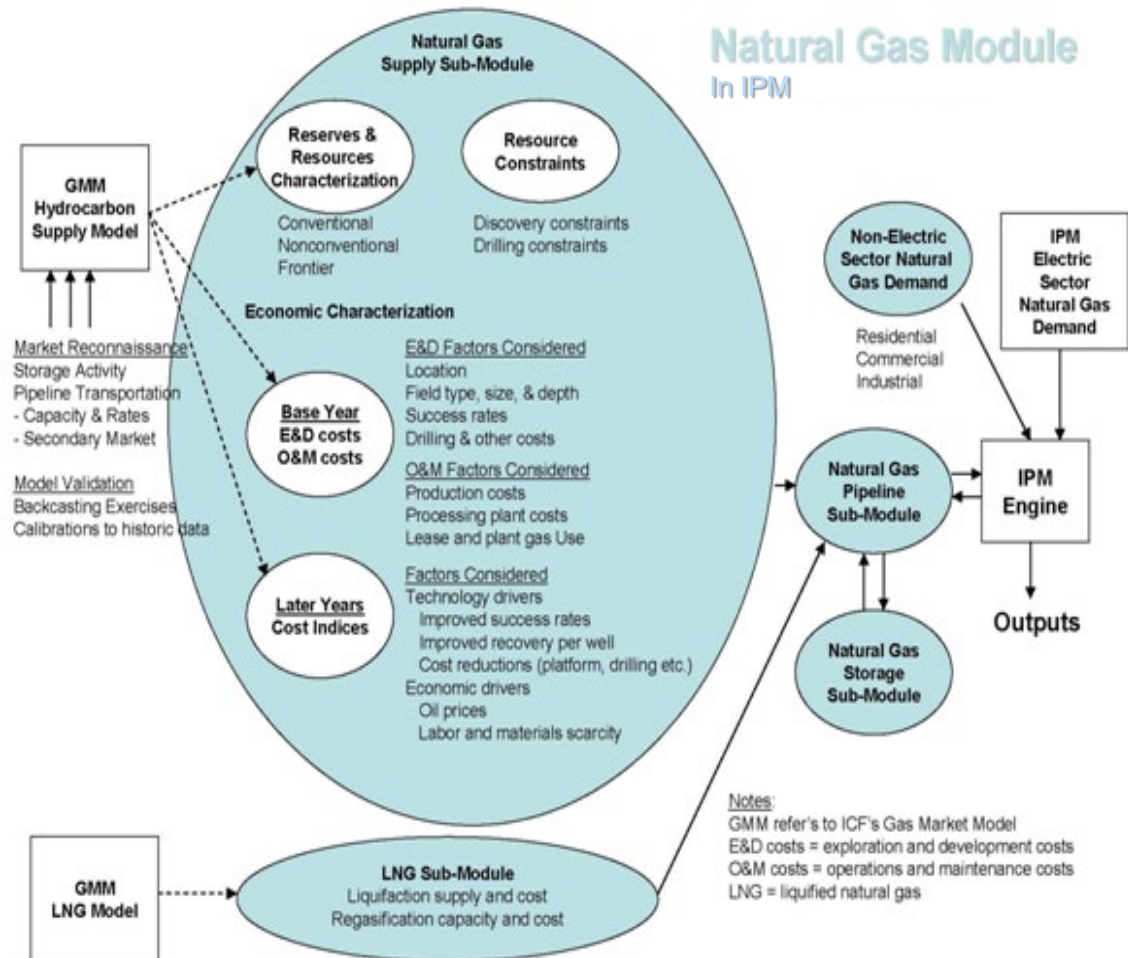 Natural Gas Module
In IPM
Natural Gas
Supply Sub-Module
Reserves &
Resources
Characterization
Conventional
Nonconventional
Frontier
Resource
Constraints
Discovery constraints
Drilling constraints
GMM
Hydrocarbon
Supply Model
Market Reconnaissance
Storage Activity
Pipeline Transportation
- Capacity & Rates
- Secondary Market
Model Validation
Backcasting Exercises
Calibrations to historic data
Economic Characterization
Base Year
E&D costs
O&M costs
E&D Factors Considered
Location
Field type, size, & depth
Success rates
Drilling & other costs
O&M Factors Considered
Production costs
Processing plant costs
Lease and plant gas Use
Later Years
Cost Indices
Factors Considered
Technology drivers
Improved success rates
Improved recovery per well
Cost reductions (platform, drilling etc.)
Economic drivers
Oil prices
Labor and materials scarcity
Non-Electric
Sector Natural
Gas Demand
Residential
Commercial
Industrial
IPM
Electric
Sector
Natural Gas
Demand
Natural Gas
Pipeline
Sub-Module
IPM
Engine
Outputs
Natural Gas
Storage
Sub-Module
GMM
LNG Model
LNG Sub-Module
Liquifaction supply and cost
Regasification capacity and cost
Notes:
GMM refer's to ICF's Gas Market Model
E&D costs = exploration and development costs
O&M costs = operations and maintenance costs
LNG = liquified natural gas